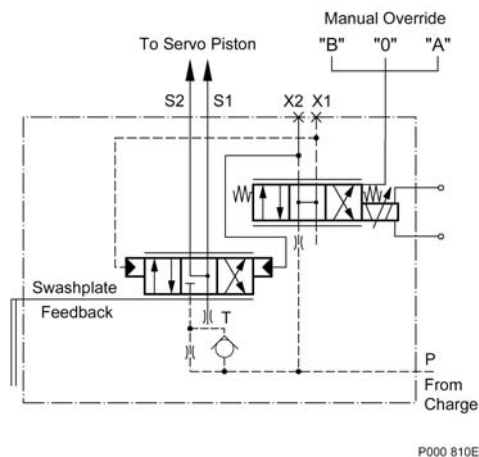 Manual Override
"B" "0" "A"
To Servo Piston
S2 S1 X2 X1
Swashplate
Feedback
T
T
P
From
Charge
P000 810E